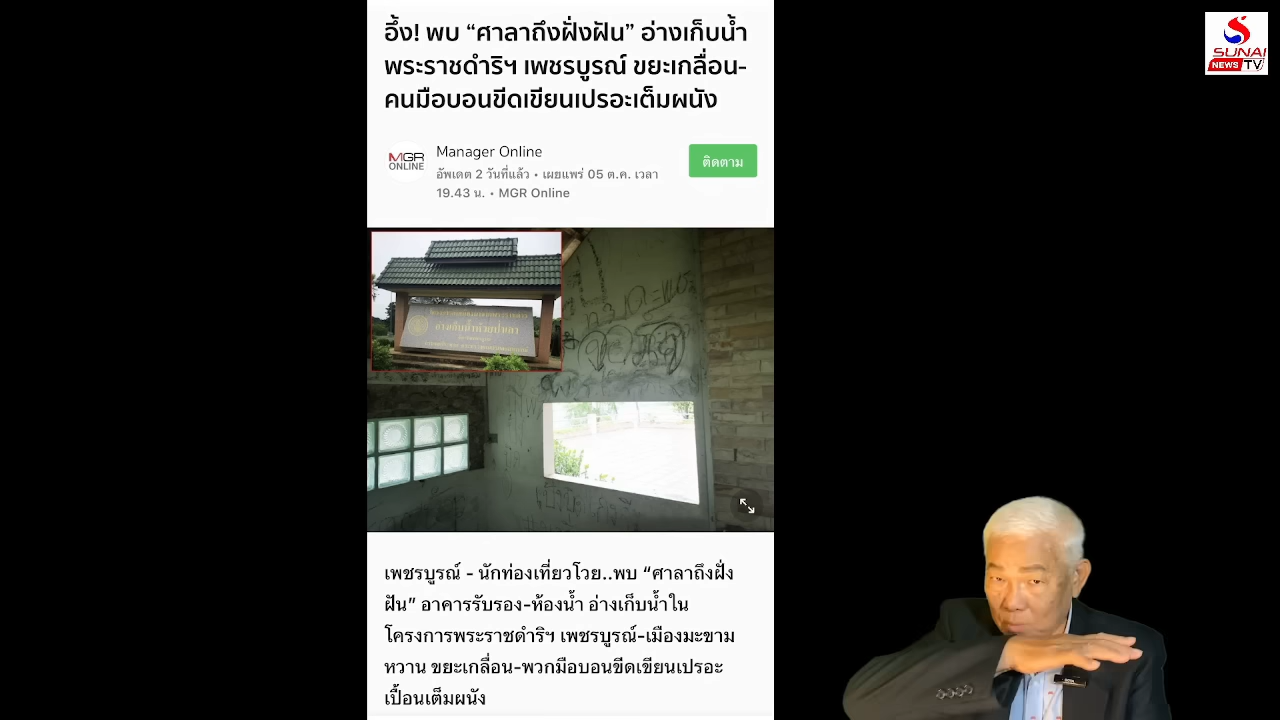 อึ้ง! พบ “ศาลาถึงฝั่งฝัน” อ่างเก็บน้ำ
พระราชดำริฯ เพชรบูรณ์ ขยะเกลื่อน-
คนมือบอนขีดเขียนเปรอะเต็มผนัง
MGR
ONLINE
Manager Online
อัพเดต 2 วันที่แล้ว • เผยแพร่ 05 ต.ค. เวลา
19.43 น. • MGR Online
ติดตาม
SUNAI
NEWS TV
เพชรบูรณ์ - นักท่องเที่ยวโวย..พบ “ศาลาถึงฝั่ง
ฝัน” อาคารรับรอง-ห้องน้ำ อ่างเก็บน้ำใน
โครงการพระราชดำริฯ เพชรบูรณ์-เมืองมะขาม
หวาน ขยะเกลื่อน-พวกมือบอนขีดเขียนเปรอะ
เปื้อนเต็มผนัง